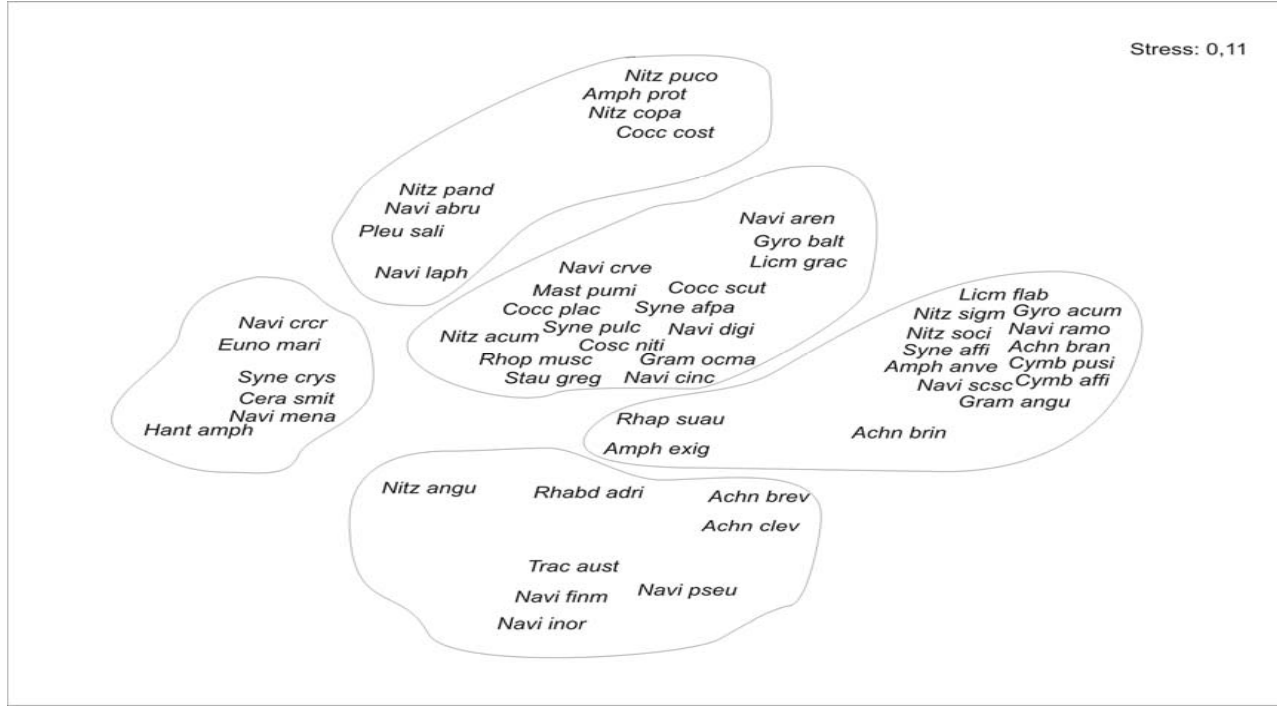 Stress: 0,11
Nitz puco
Amph prot
Nitz copa
Cocc cost
Nitz pand
Navi abru
Pleu sali
Navi laph
Navi aren
Gyro balt
Licm grac
Navi crve
Cocc scut
Mast pumi
Cocc plac
Syne afpa
Syne pulc
Navi digi
Nitz acum
Cosc niti
Rhop musc
Gram ocma
Stau greg
Navi cinc
Navi crcr
Euno mari
Syne crys
Cera smit
Navi mena
Hant amph
Licm flab
Nitz sigm
Gyro acum
Nitz soci
Navi ramo
Syne affi
Achn bran
Amph anve
Cymb pusi
Navi scsc
Cymb affi
Gram angu
Rhap suau
Achn brin
Amph exig
Nitz angu
Rhabd adri
Achn brev
Achn clev
Trac aust
Navi finm
Navi pseu
Navi inor